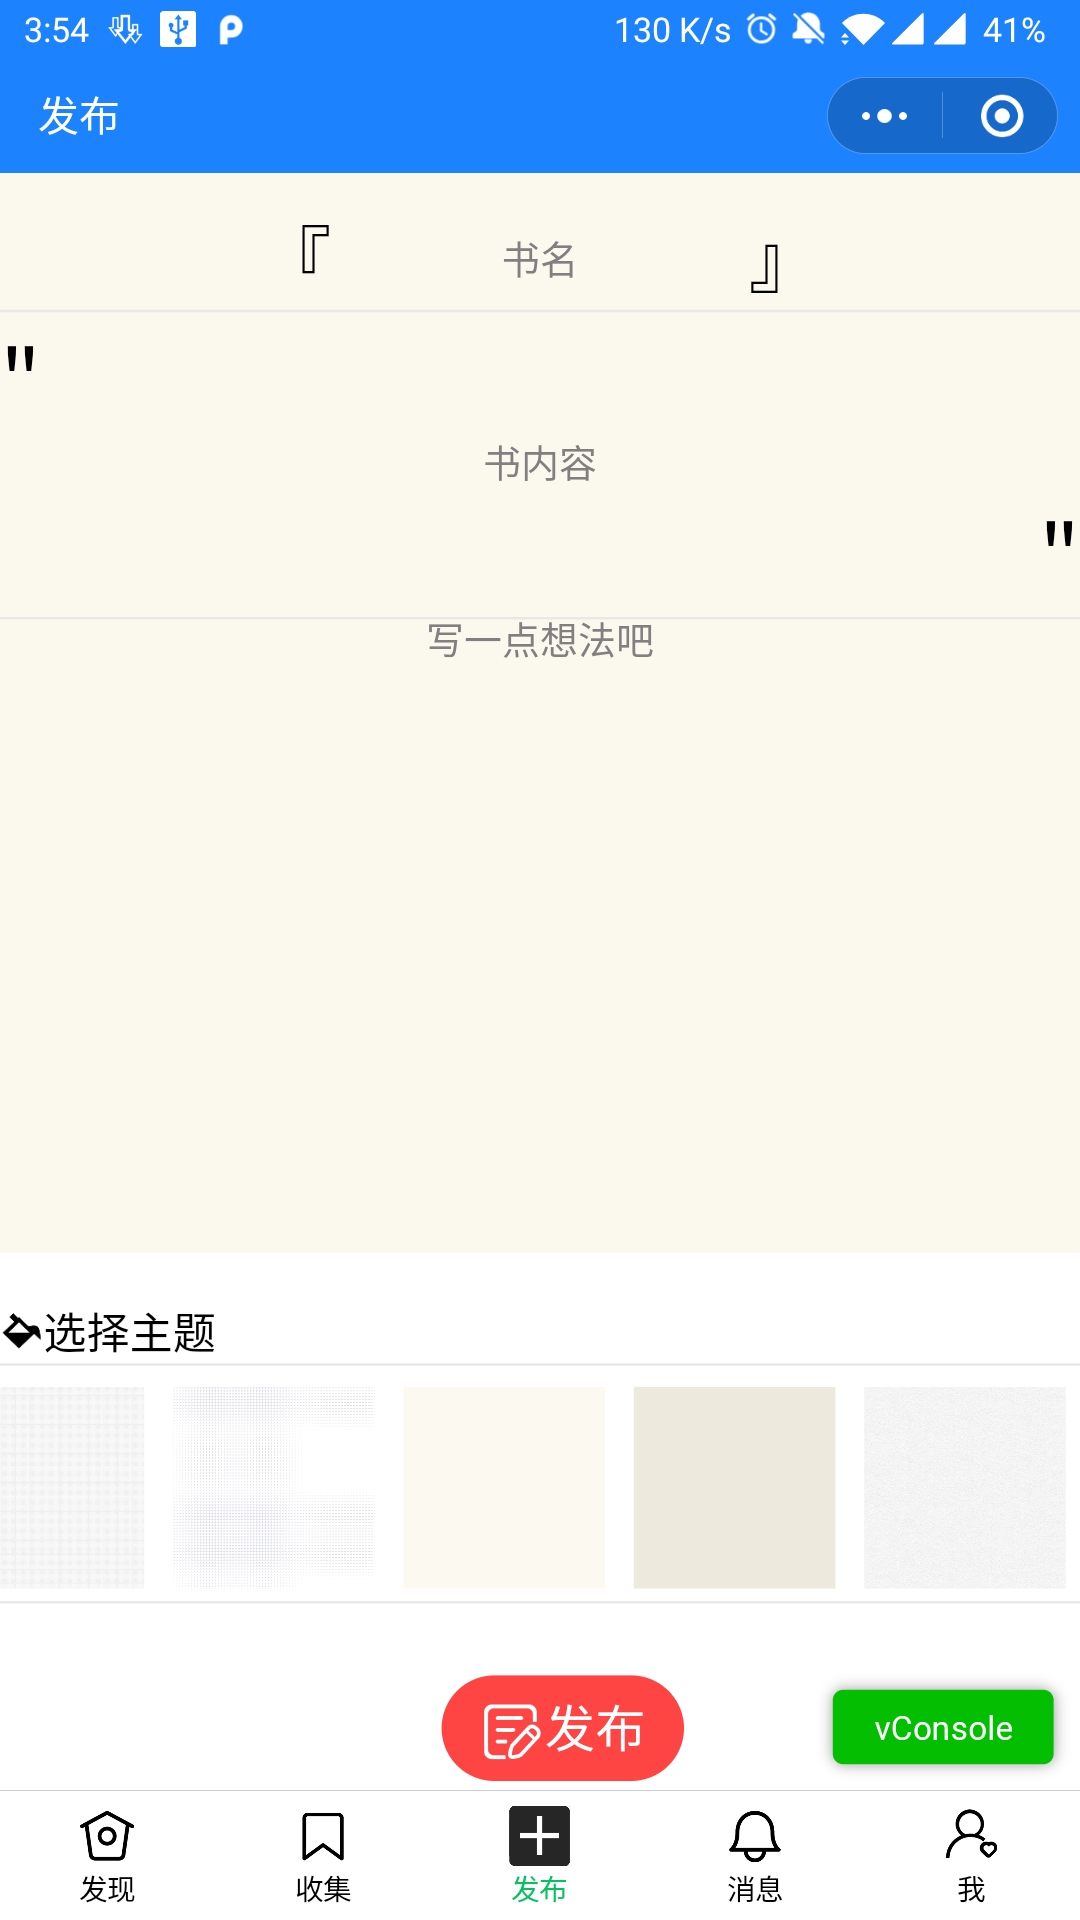 3:54 130 K/s 41%
发布
『 书名 』
"
书内容
"
写一点想法吧
选择主题
发布
vConsole
发现 收集 发布 消息 我